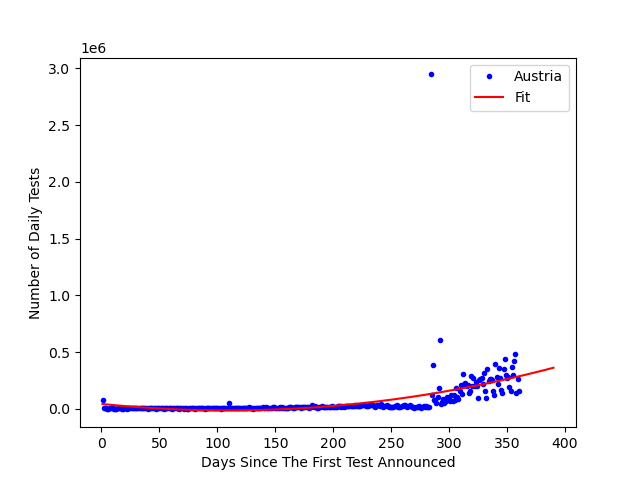 1e6
3.0
2.5
2.0
1.5
1.0
0.5
0.0
Number of Daily Tests
Austria
Fit
0 50 100 150 200 250 300 350 400
Days Since The First Test Announced